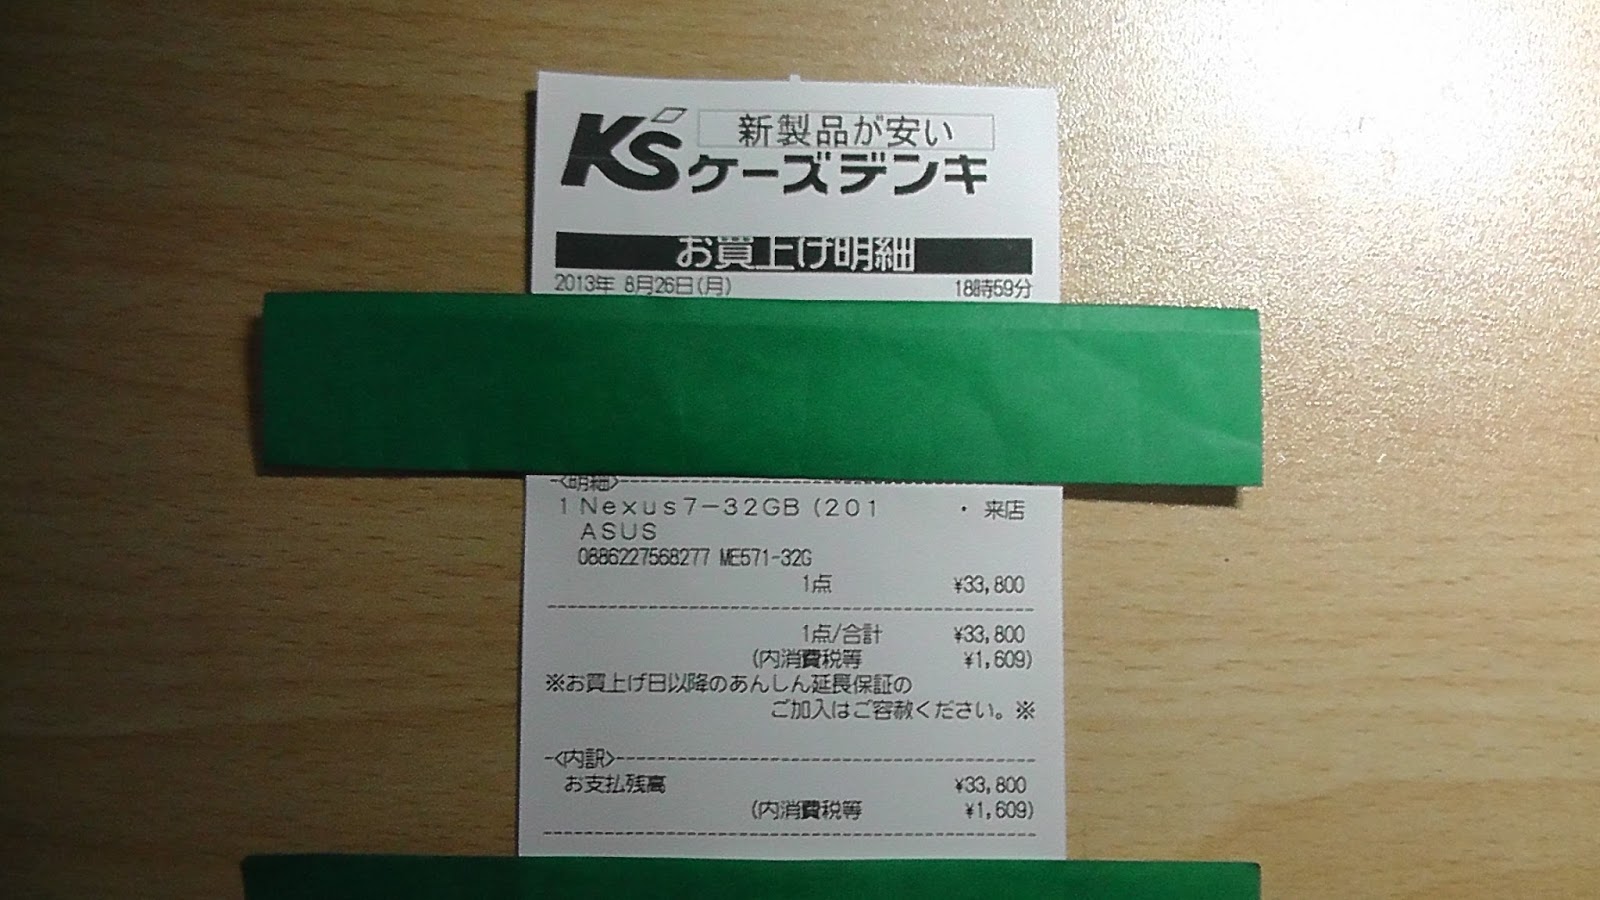 新製品が安い
K'S ケーズデンキ
お買上げ明細
2013年 8月26日(月) 18時59分
-<明細>-
1 Nexus7-32GB(201 ・ 来店
ASUS
0886227568277 ME571-32G
1点 ¥33,800
1点/合計 ¥33,800
(内消費税等 ¥1,609)
※お買上げ日以降のあんしん延長保証の
ご加入はご容赦ください。※
-<内訳>-
お支払残高 ¥33,800
(内消費税等 ¥1,609)